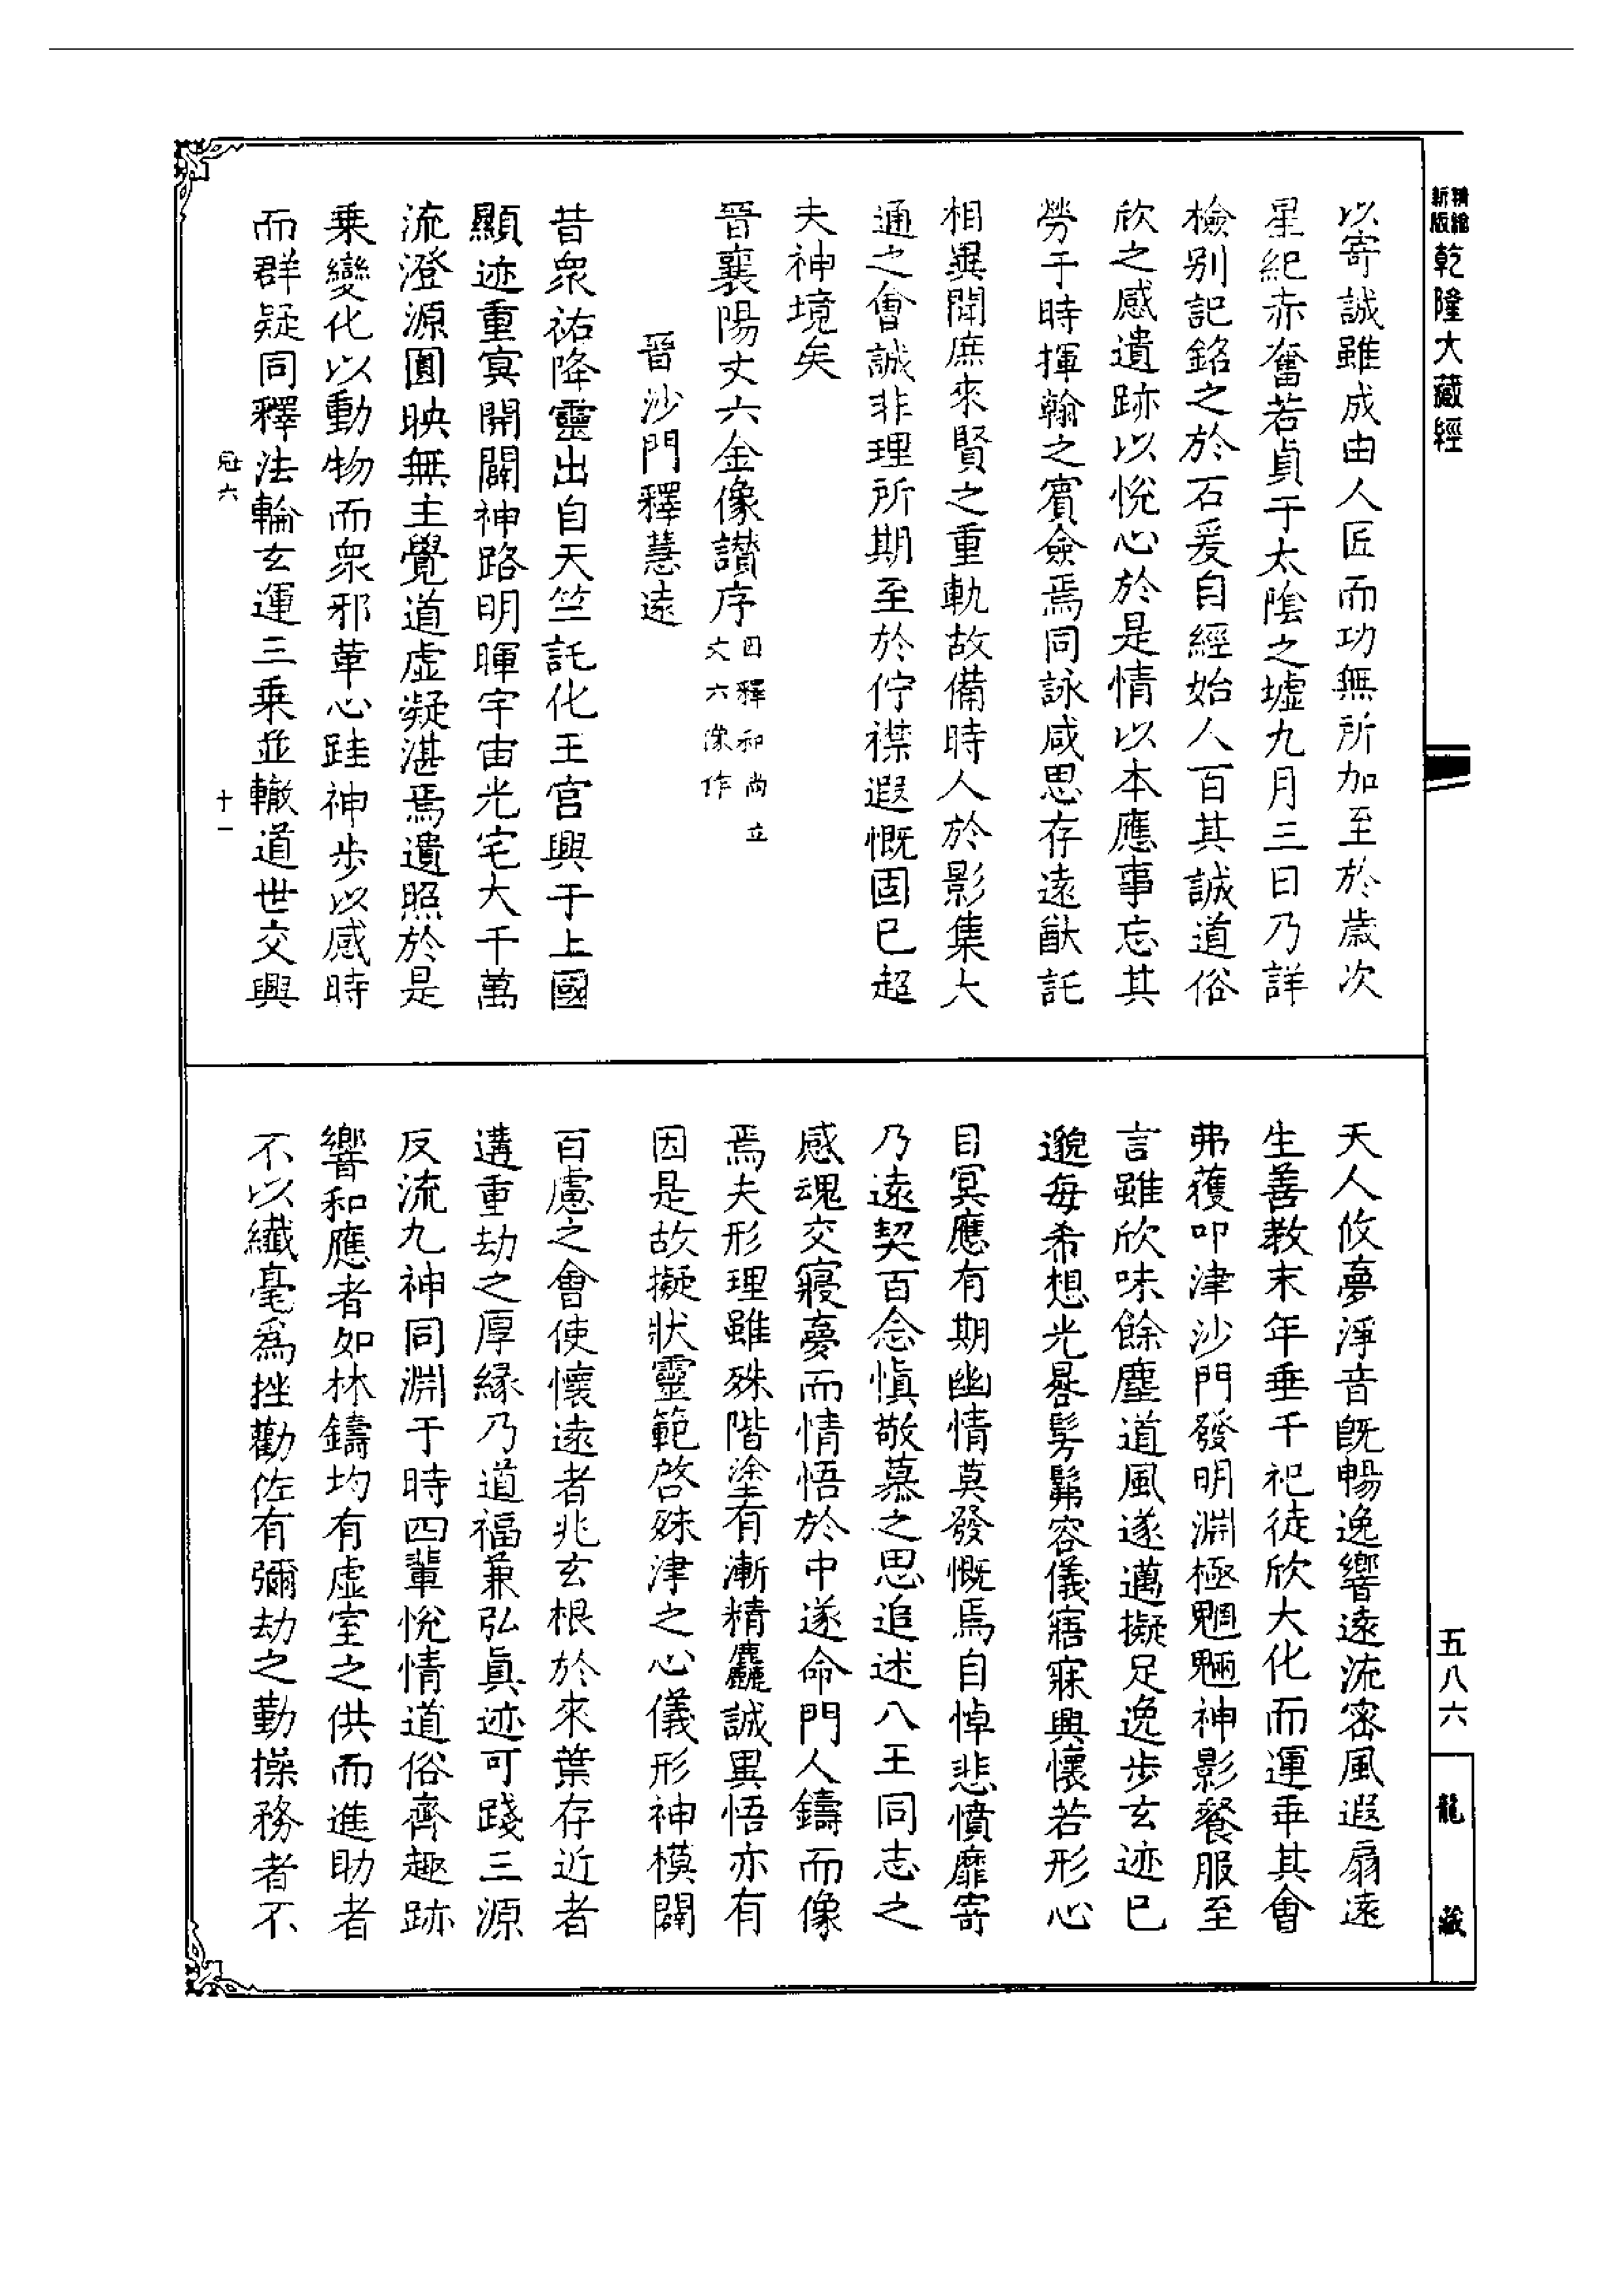 精縮新版乾隆大藏經
以寄誠雖成由人匠而功無所加至於歲次
星紀赤奮若貞于太陰之墟九月三日乃詳
檢別記銘之於石爰自經始人百其誠道俗
欣之感遺跡以悅心於是情以本應事忘其
勞于時揮翰之賓僉焉同詠咸思存遠猷託
相異聞庶來賢之重軌故備時人於影集大
通之會誠非理所期至於佇襟遐慨固已超
夫神境矣
晉襄陽丈六金像讃序因釋和尚立丈六像作
晉沙門釋慧遠
昔衆祐降靈出自天竺託化王宮興于上國
顯迹重冥開闢神路明暉宇宙光宅大千萬
流澄源圓映無主覺道虛凝湛焉遺照於是
乘變化以動物而衆邪革心跬神步以感時
而群疑同釋法輪玄運三乘並轍道世交興
冠六
十一
天人攸夢淨音旣暢逸響遠流密風遐扇遠
生善教末年垂千祀徒欣大化而運乖其會
弗獲叩津沙門發明淵極魍魎神影餐服至
言雖欣味餘塵道風遂邁擬足逸步玄迹已
邈每希想光晷髣髴容儀寤寐興懷若形心
目冥應有期幽情莫發慨焉自悼悲憤靡寄
乃遠契百念愼敬慕之思追述八王同志之
感魂交寢夢而情悟於中遂命門人鑄而像
焉夫形理雖殊階塗有漸精麤誠異悟亦有
因是故擬狀靈範啓殊津之心儀形神模闢
百慮之會使懷遠者兆玄根於來葉存近者
遘重劫之厚緣乃道福兼弘眞迹可踐三源
反流九神同淵于時四輩悅情道俗齊趣跡
響和應者如林鑄均有虛室之供而進助者
不以纖毫爲挫勸佐有彌劫之勤操務者不
五八六
龍藏